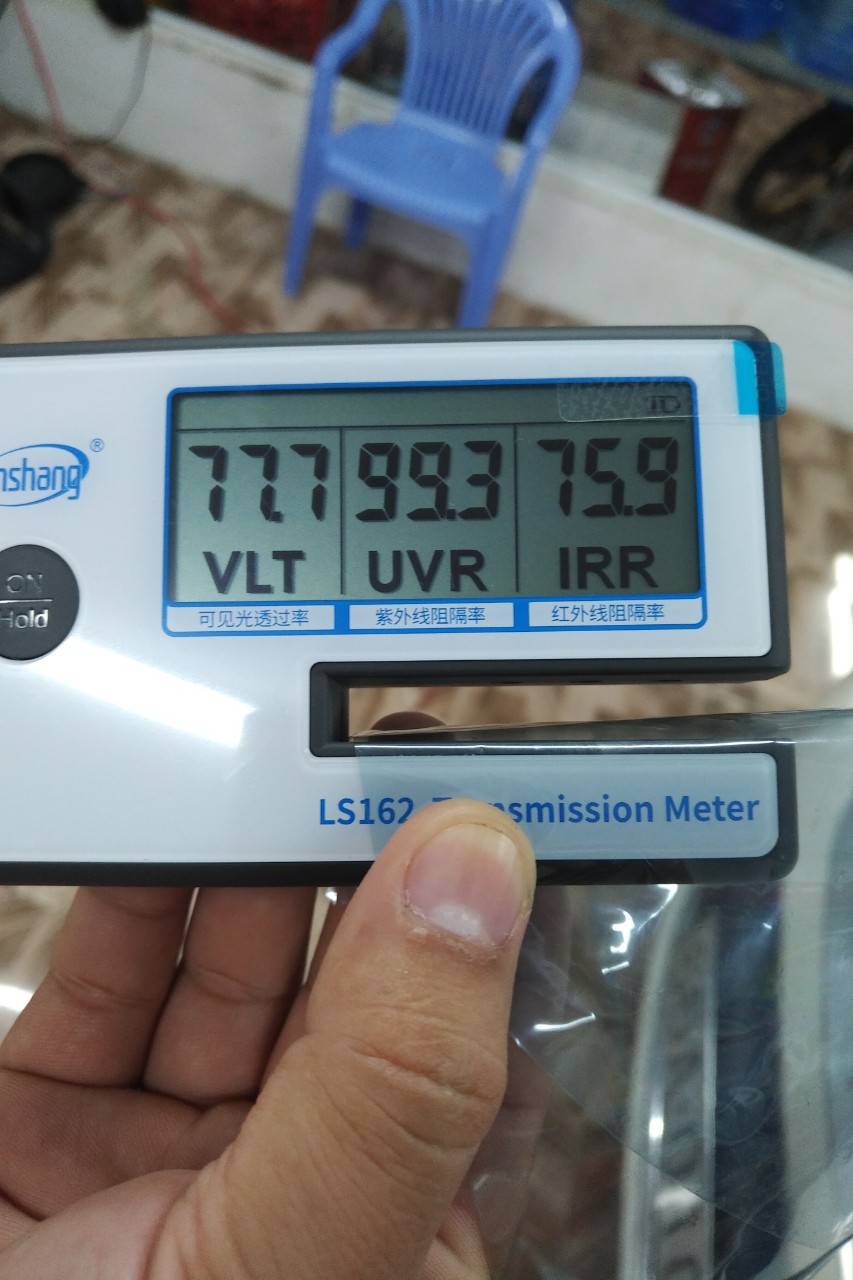 nshang®
ON
Hold
77.7 99.3 75.9
VLT UVR IRR
可见光透过率 紫外线阻隔率 红外线阻隔率
LS162 Transmission Meter